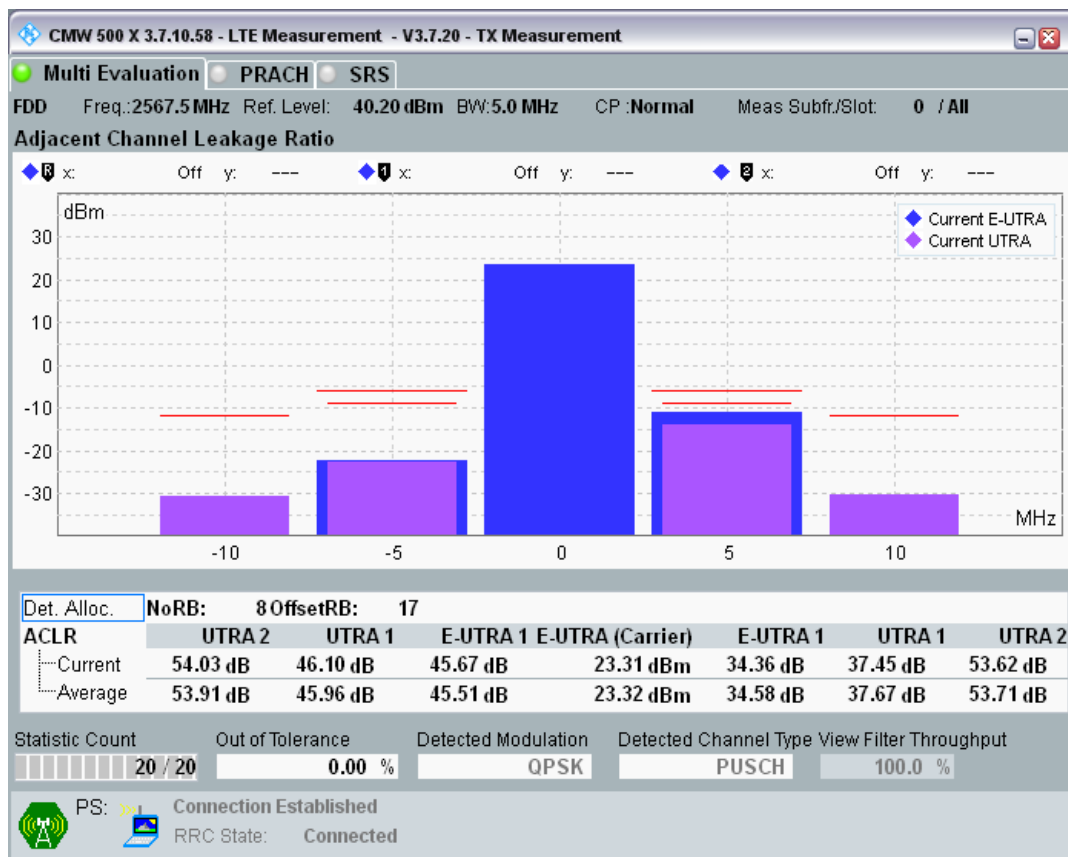 CMW 500 X 3.7.10.58 - LTE Measurement - V3.7.20 - TX Measurement
Multi Evaluation PRACH SRS
FDD Freq.:2567.5 MHz Ref. Level: 40.20 dBm BW:5.0 MHz CP :Normal Meas Subfr./Slot: 0 / All
Adjacent Channel Leakage Ratio
R x: Off y: --- 1 x: Off y: --- 2 x: Off y: ---
dBm
Current E-UTRA
Current UTRA
30
20
10
0
-10
-20
-30
MHz
-10 -5 0 5 10
Det. Alloc. NoRB: 8 OffsetRB: 17
ACLR UTRA 2 UTRA 1 E-UTRA 1 E-UTRA (Carrier) E-UTRA 1 UTRA 1 UTRA 2
Current 54.03 dB 46.10 dB 45.67 dB 23.31 dBm 34.36 dB 37.45 dB 53.62 dB
Average 53.91 dB 45.96 dB 45.51 dB 23.32 dBm 34.58 dB 37.67 dB 53.71 dB
Statistic Count Out of Tolerance Detected Modulation Detected Channel Type View Filter Throughput
20 / 20 0.00 % QPSK PUSCH 100.0 %
PS: Connection Established
RRC State: Connected